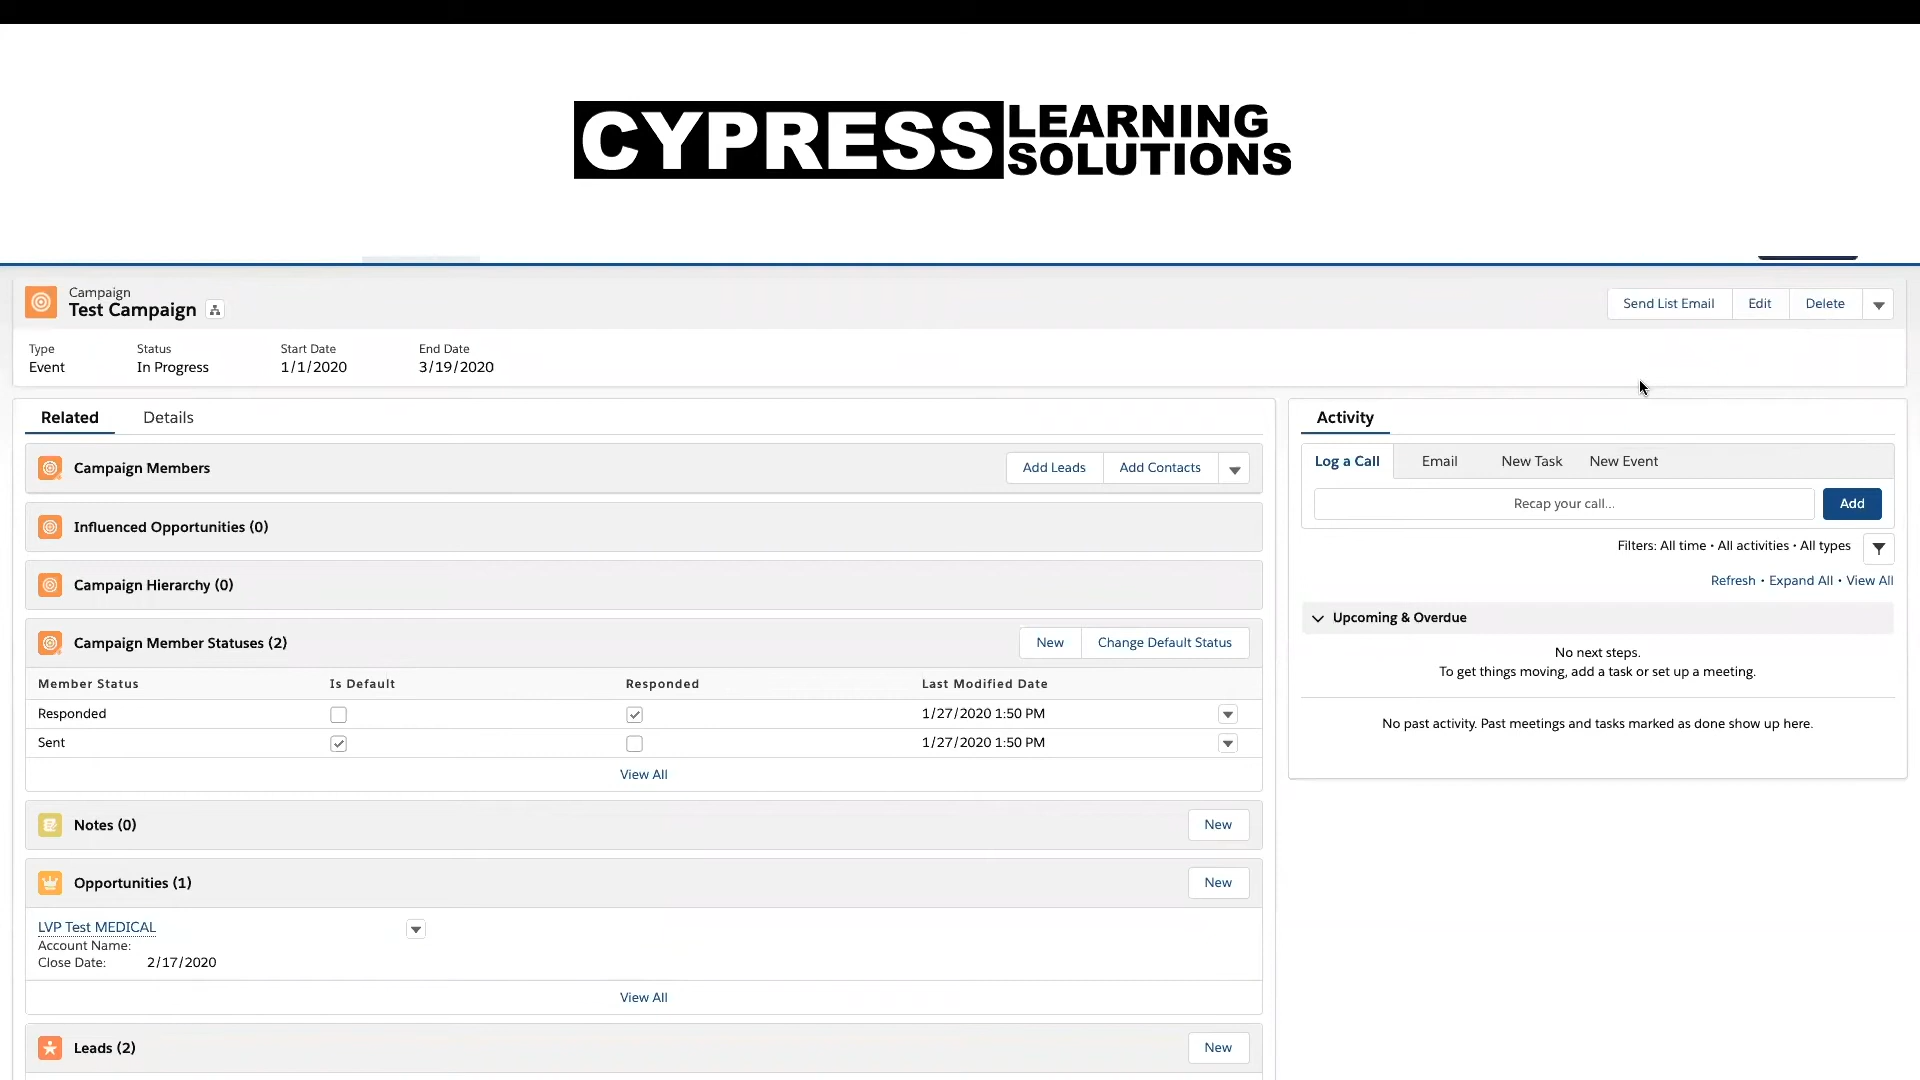 CYPRESS LEARNING SOLUTIONS
Campaign
Test Campaign
Send List Email Edit Delete
Type Status Start Date End Date
Event In Progress 1/1/2020 3/19/2020
Related Details
Campaign Members Add Leads Add Contacts
Influenced Opportunities (0)
Campaign Hierarchy (0)
Campaign Member Statuses (2) New Change Default Status
Member Status Is Default Responded Last Modified Date
Responded 1/27/2020 1:50 PM
Sent 1/27/2020 1:50 PM
View All
Notes (0) New
Opportunities (1) New
LVP Test MEDICAL
Account Name:
Close Date: 2/17/2020
View All
Leads (2) New
Activity
Log a Call Email New Task New Event
Recap your call... Add
Filters: All time • All activities • All types
Refresh • Expand All • View All
Upcoming & Overdue
No next steps.
To get things moving, add a task or set up a meeting.
No past activity. Past meetings and tasks marked as done show up here.